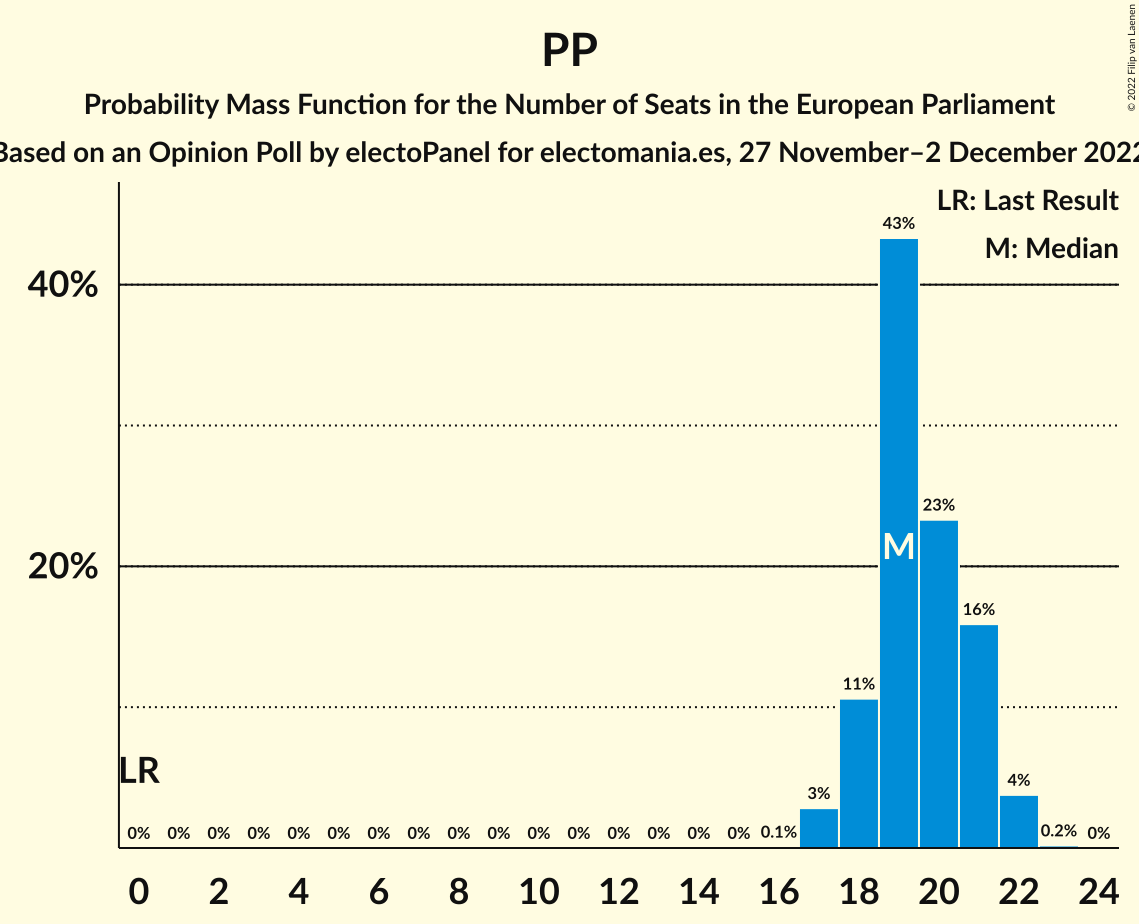 PP
Probability Mass Function for the Number of Seats in the European Parliament
Based on an Opinion Poll by electoPanel for electomania.es, 27 November–2 December 2022
© 2022 Filip van Laenen
LR: Last Result
M: Median
40%
20%
43%
23%
16%
11%
4%
3%
0.2%
0.1%
M
LR
0% 0% 0% 0% 0% 0% 0% 0% 0% 0% 0% 0% 0% 0% 0% 0% 0%
0 2 4 6 8 10 12 14 16 18 20 22 24